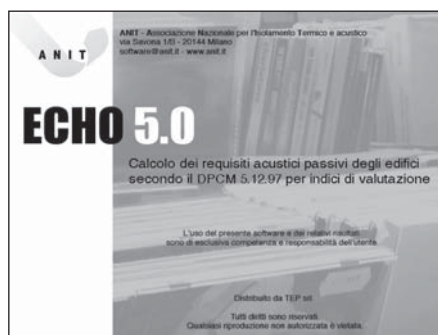 ANIT
ANIT - Associazione Nazionale per l'Isolamento Termico e acustico
via Savona 1/B - 20144 Milano
software@anit.it - www.anit.it
ECHO 5.0
Calcolo dei requisiti acustici passivi degli edifici
secondo il DPCM 5.12.97 per indici di valutazione
L'uso del presente software e dei relativi risultati
sono di esclusiva competenza e responsabilità dell'utente.
Distribuito da TEP srl
Tutti diritti sono riservati.
Qualsiasi riproduzione non autorizzata è vietata.